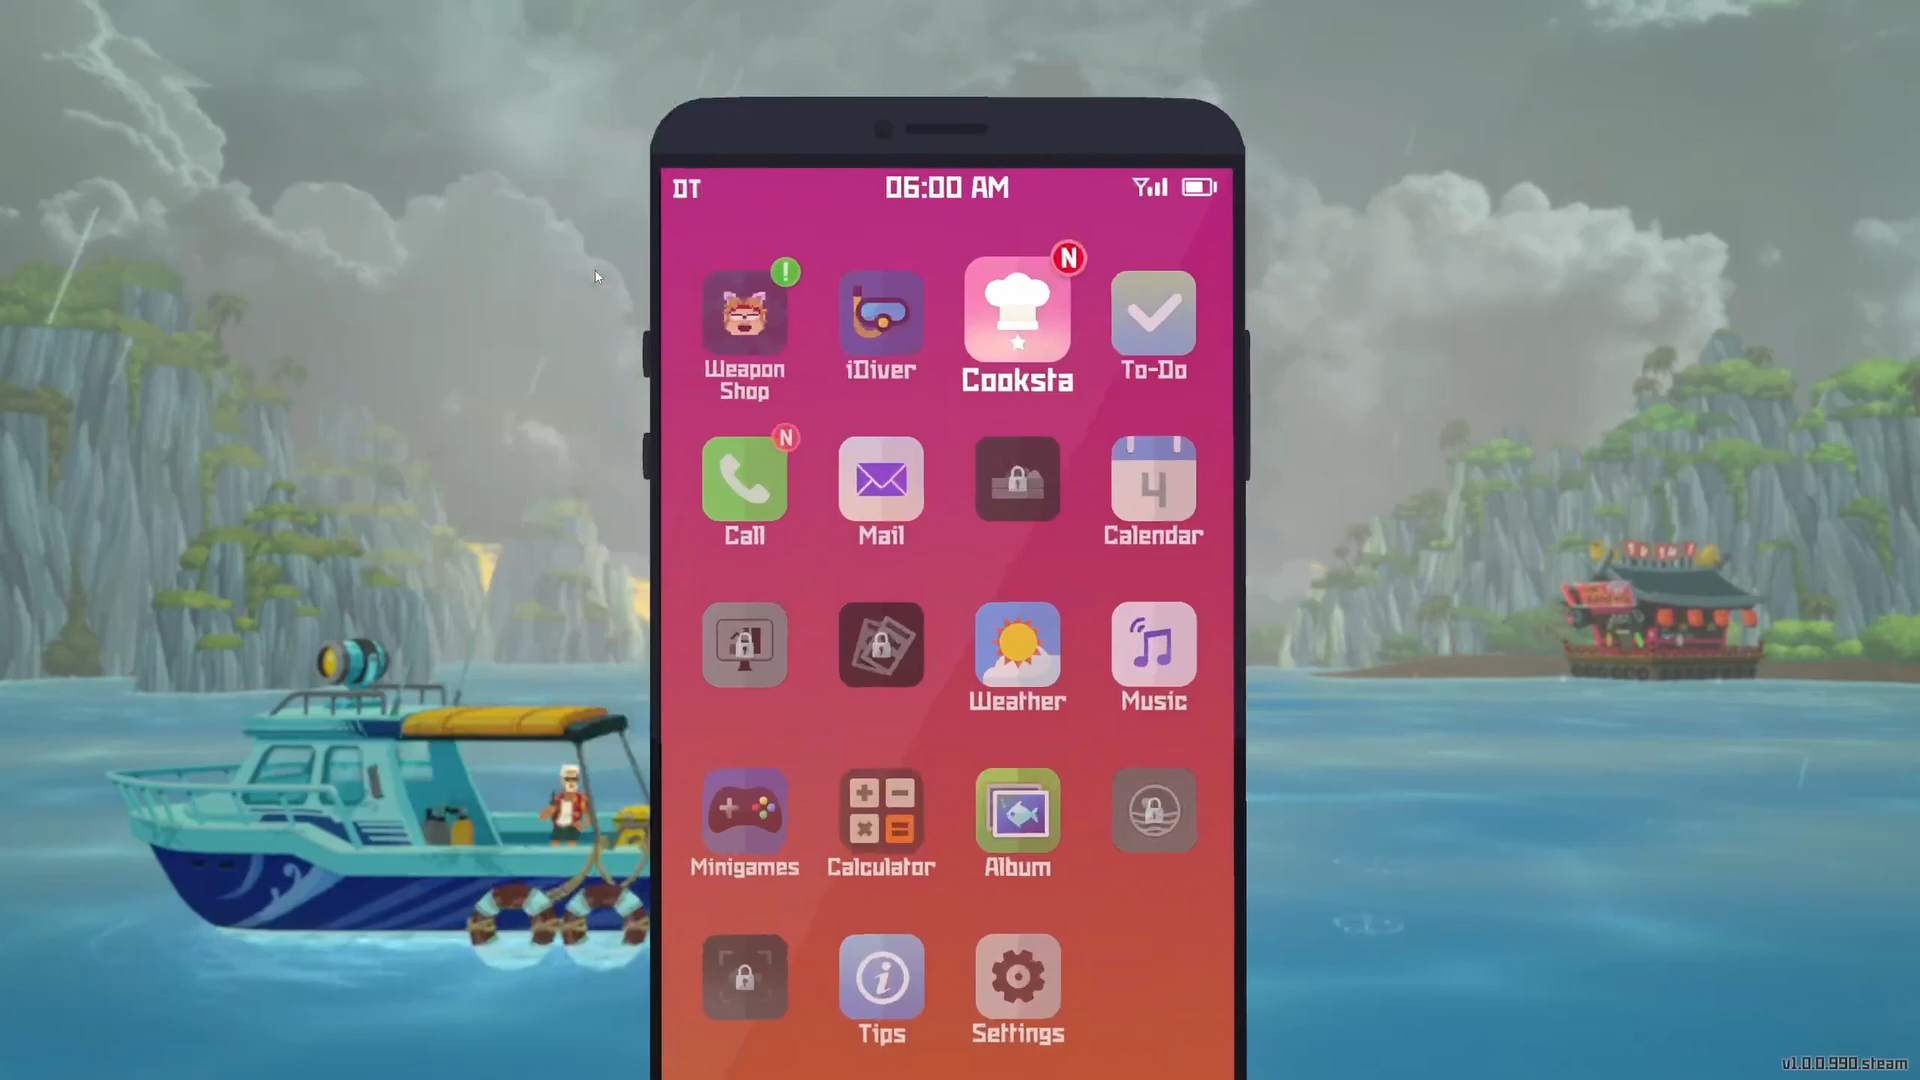 DT
06:00 AM
!
N
Weapon
Shop
iDiver
Cooksta
To-Do
N
4
Call
Mail
Calendar
Weather
Music
Minigames
Calculator
Album
Tips
Settings
SUSHI
v1.0.0.990.steam